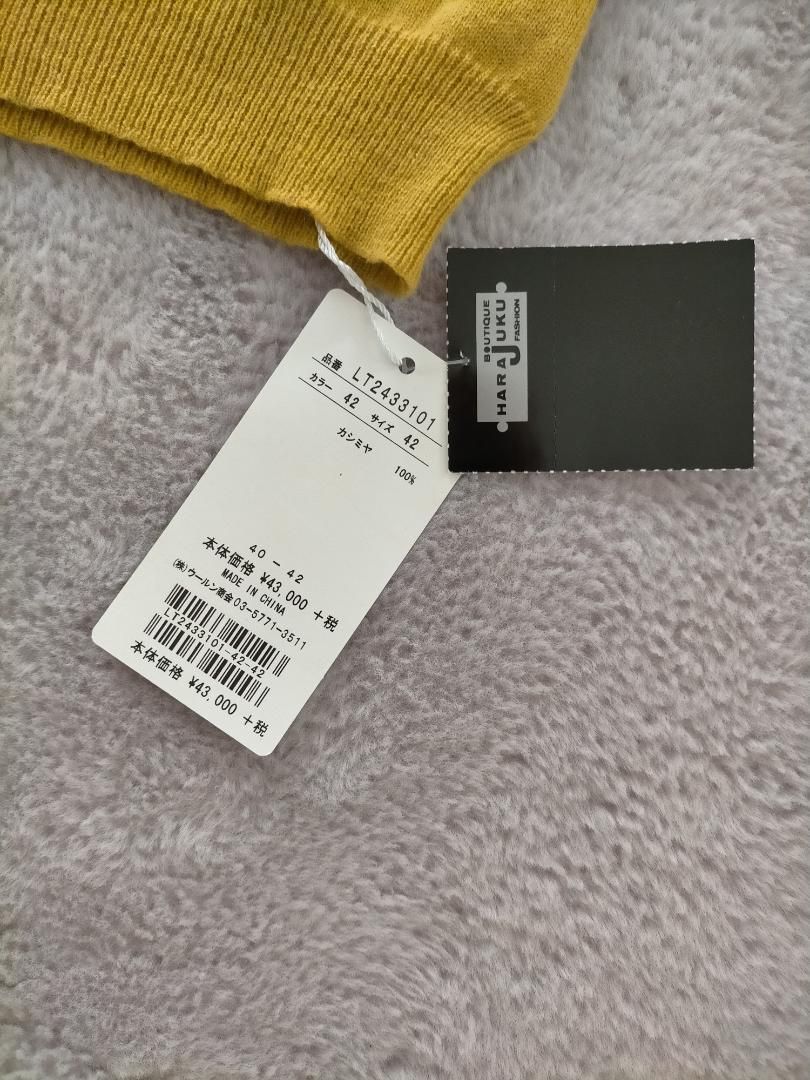 品番 LT2433101
カラー 42 サイズ 42
カシミヤ 100%
40-42
本体価格 ¥43,000 +税
MADE IN CHINA
(株)ウールン商会 03-5771-3511
LT2433101-42-42
本体価格 ¥43,000 +税
BOUTIQUE
HARAJUKU
FASHION